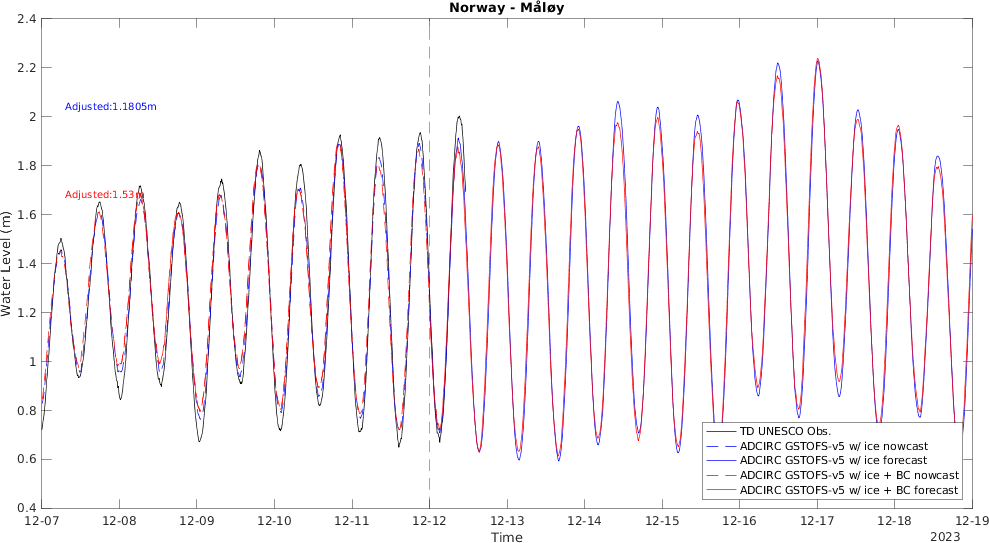 Norway - Måløy
2.4
2.2
2
1.8
1.6
1.4
1.2
1
0.8
0.6
0.4
Water Level (m)
Adjusted:1.1805m
Adjusted:1.53
TD UNESCO Obs.
ADCIRC GSTOFS-v5 w/ ice nowcast
ADCIRC GSTOFS-v5 w/ ice forecast
ADCIRC GSTOFS-v5 w/ ice + BC nowcast
ADCIRC GSTOFS-v5 w/ ice + BC forecast
12-07 12-08 12-09 12-10 12-11 12-12 12-13 12-14 12-15 12-16 12-17 12-18 12-19
Time
2023